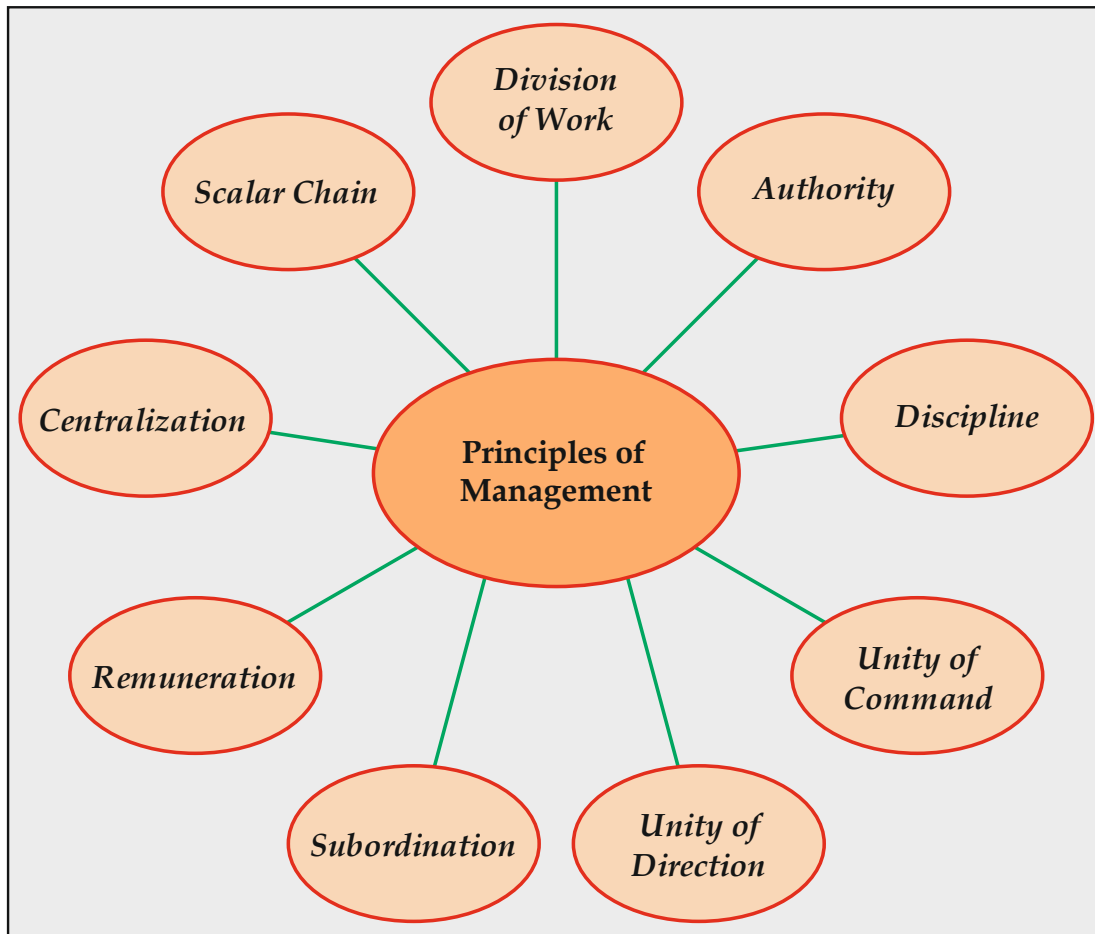 Division
of Work
Authority
Scalar Chain
Discipline
Centralization
Principles of
Management
Unity of
Command
Remuneration
Unity of
Direction
Subordination